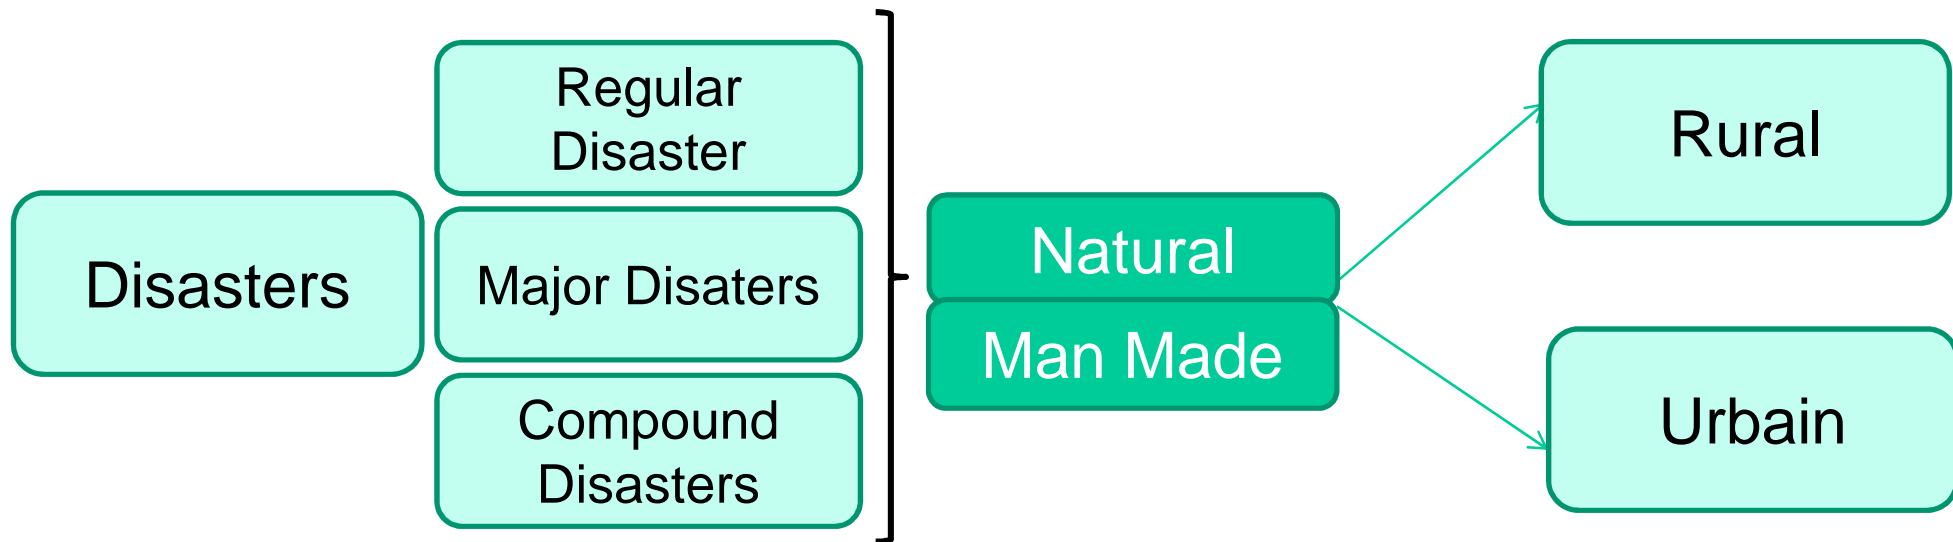 Disasters
Regular
Disaster
Major Disaters
Compound
Disasters
Natural
Man Made
Rural
Urbain